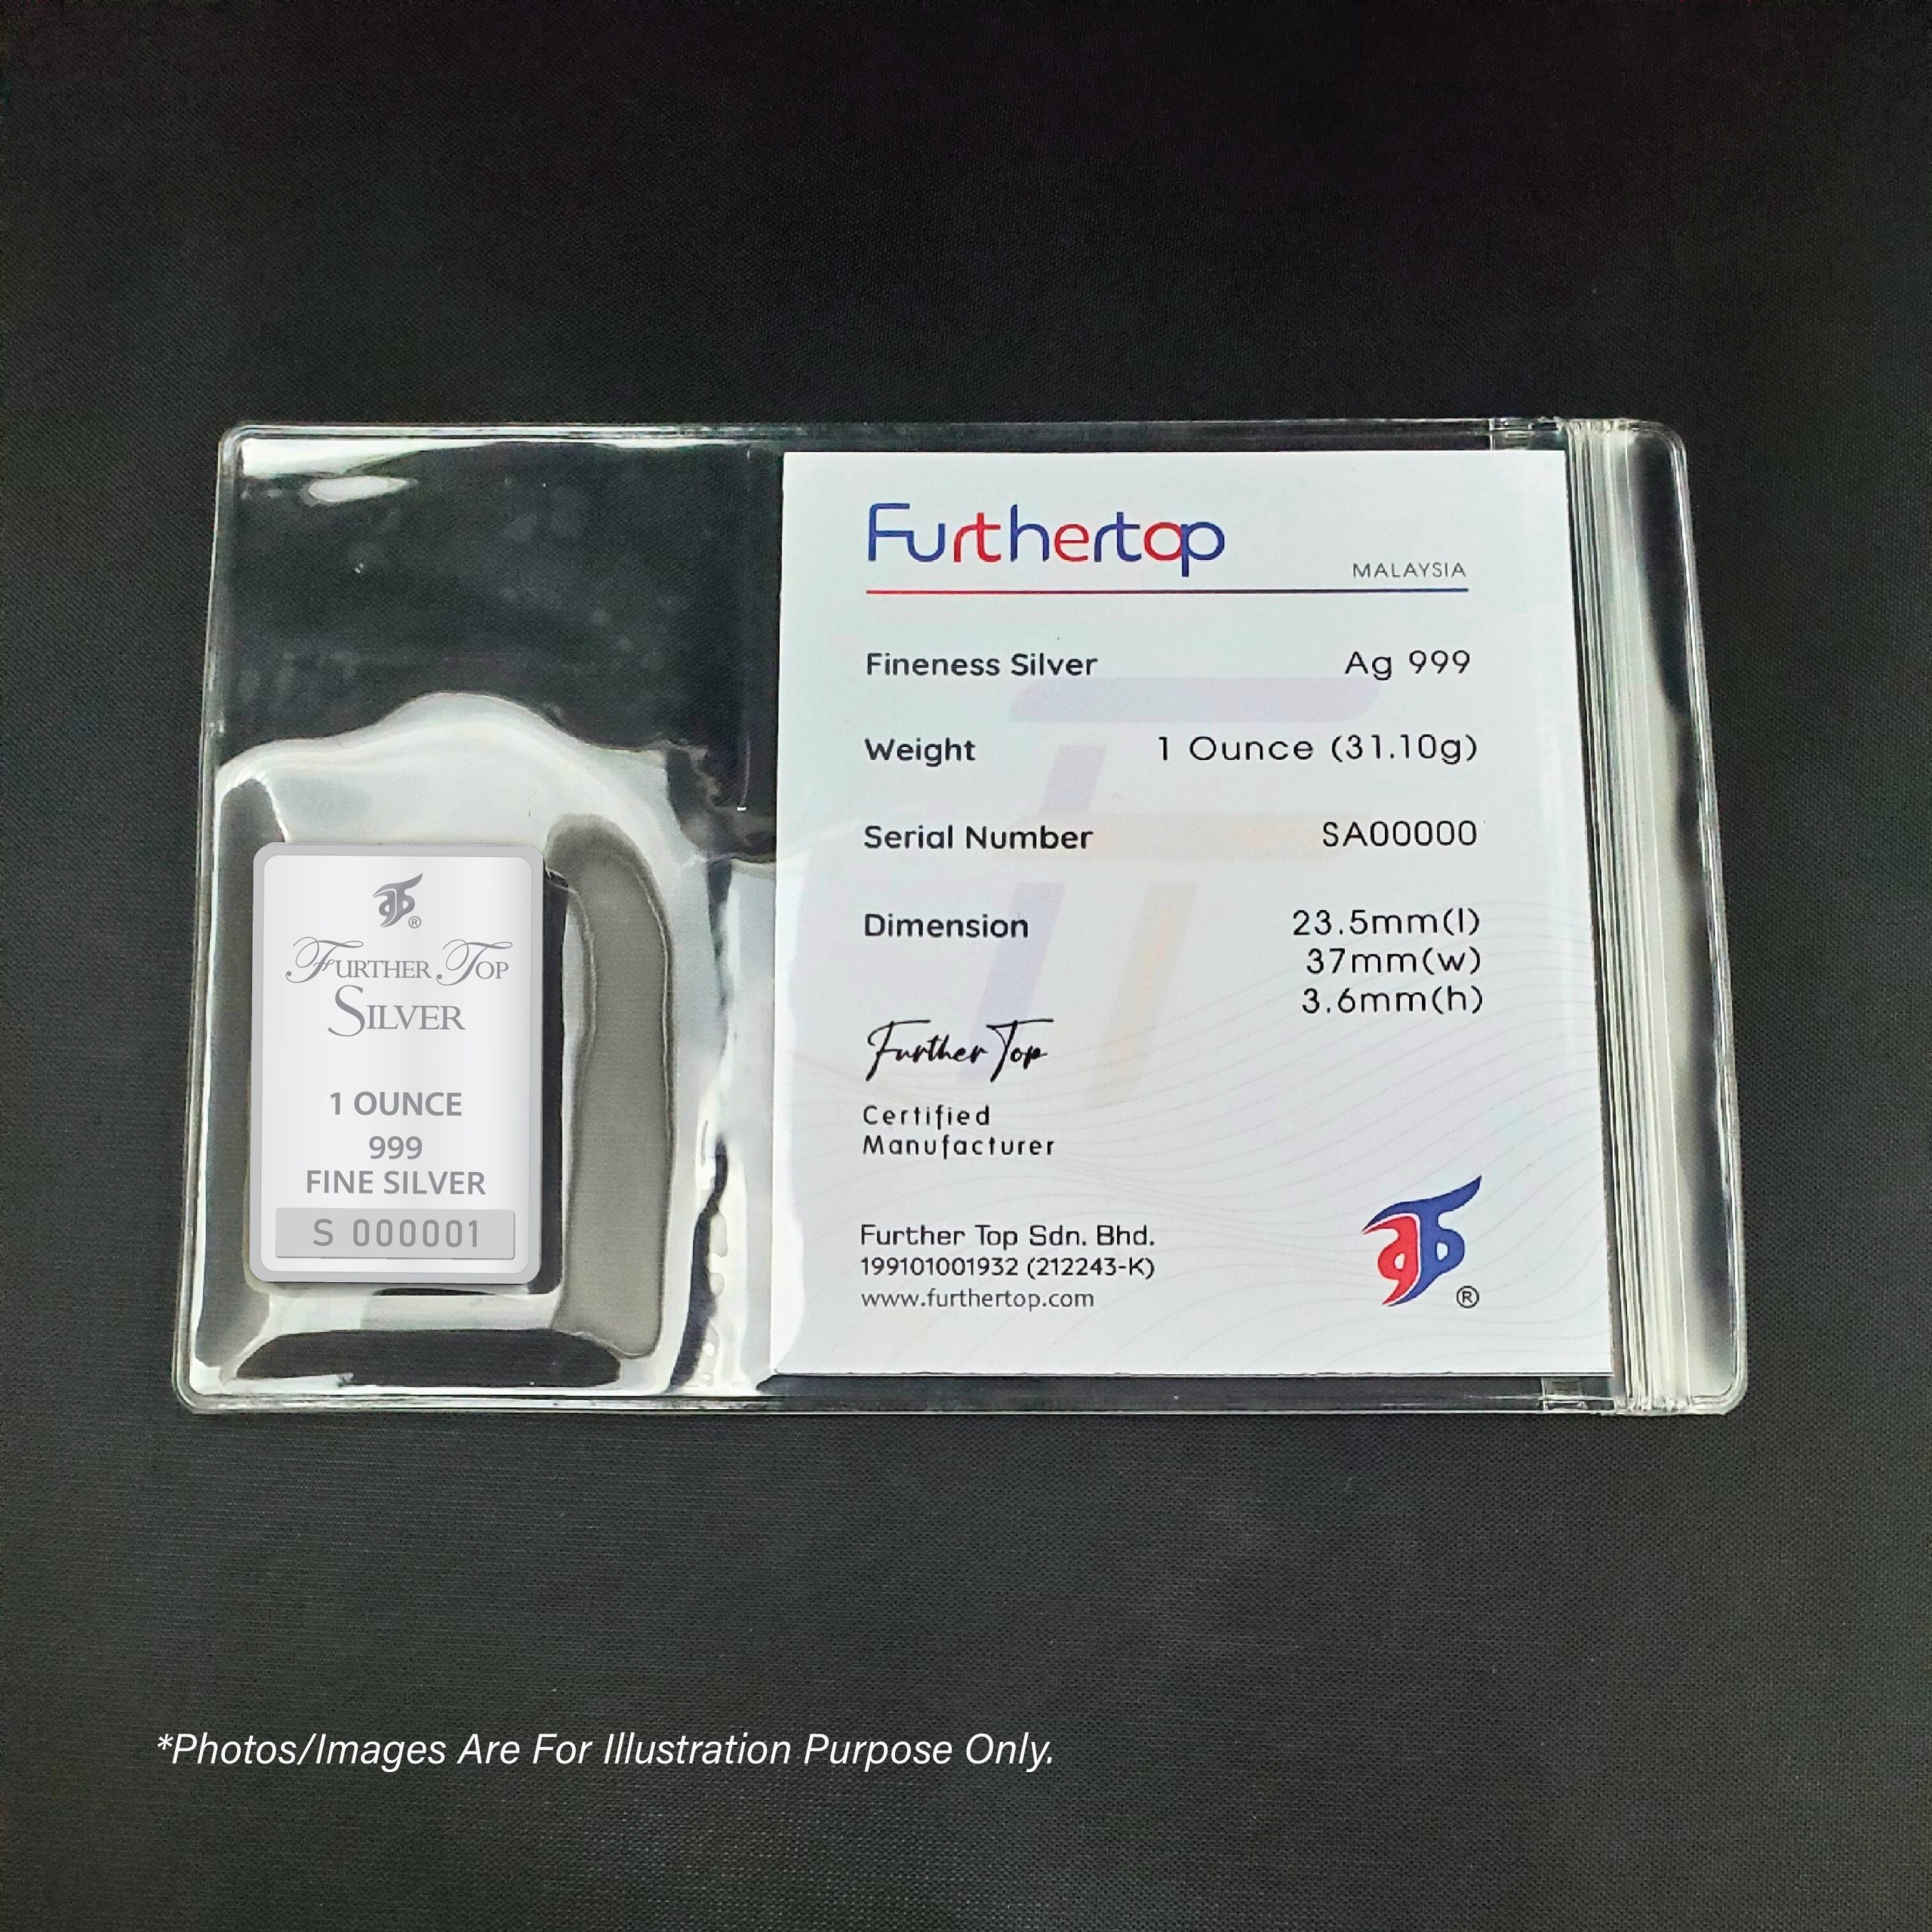 FURTHER TOP
SILVER
1 OUNCE
999
FINE SILVER
S 000001
Furthertop
MALAYSIA
Fineness Silver Ag 999
Weight 1 Ounce (31.10g)
Serial Number SA00000
Dimension 23.5mm(l)
37mm(w)
3.6mm(h)
Further Top
Certified
Manufacturer
Further Top Sdn. Bhd.
199101001932 (212243-K)
www.furthertop.com
®
*Photos/Images Are For Illustration Purpose Only.